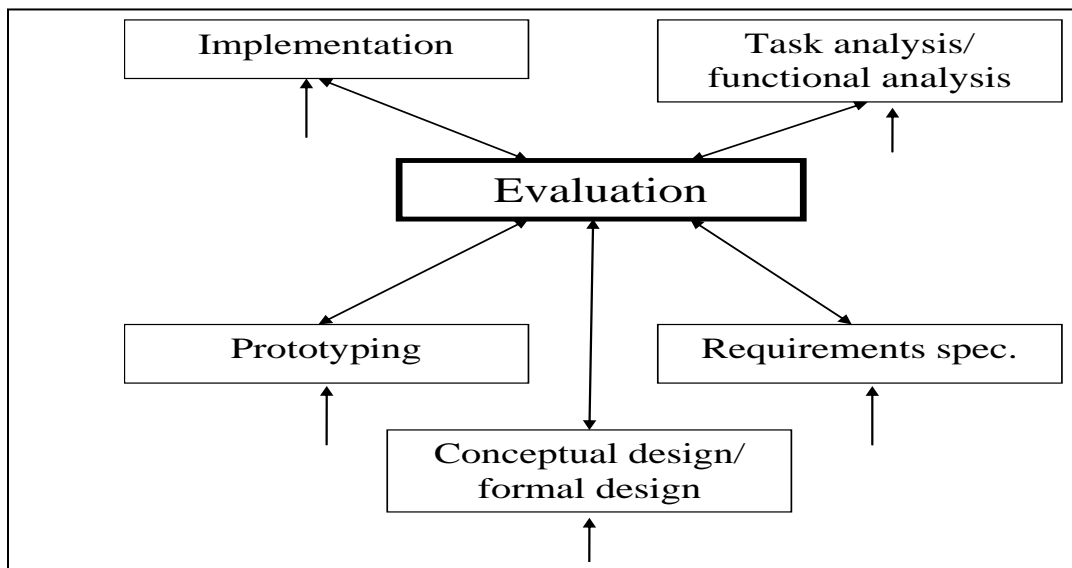 Implementation
Task analysis/
functional analysis
Evaluation
Prototyping
Requirements spec.
Conceptual design/
formal design